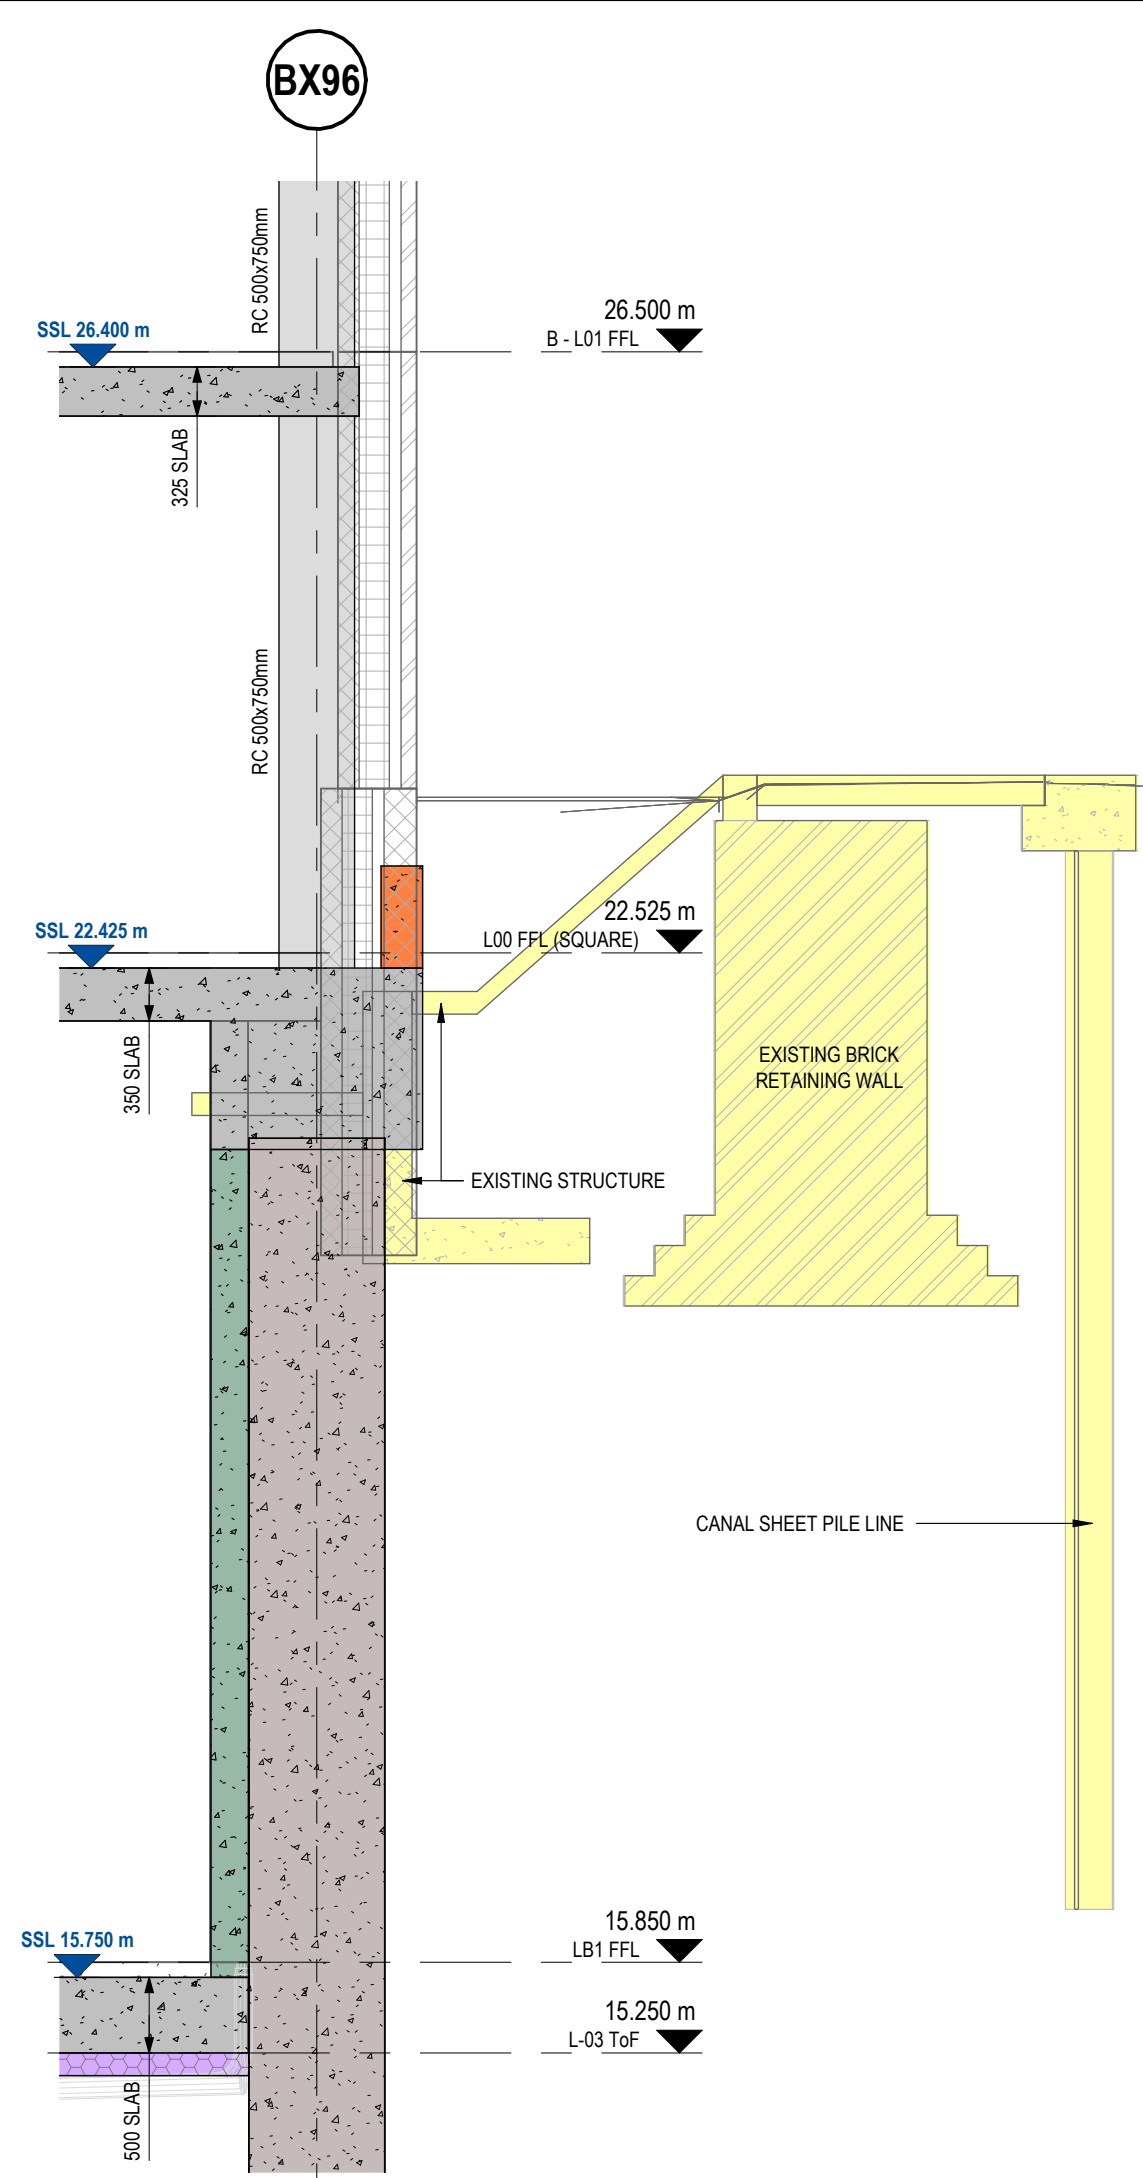 BX96
RC 500x750mm
26.500 m
SSL 26.400 m
B - L01 FFL
325 SLAB
RC 500x750mm
22.525 m
SSL 22.425 m
L00 FFL (SQUARE)
350 SLAB
EXISTING BRICK
RETAINING WALL
EXISTING STRUCTURE
CANAL SHEET PILE LINE
15.850 m
SSL 15.750 m
LB1 FFL
15.250 m
L-03 ToF
500 SLAB